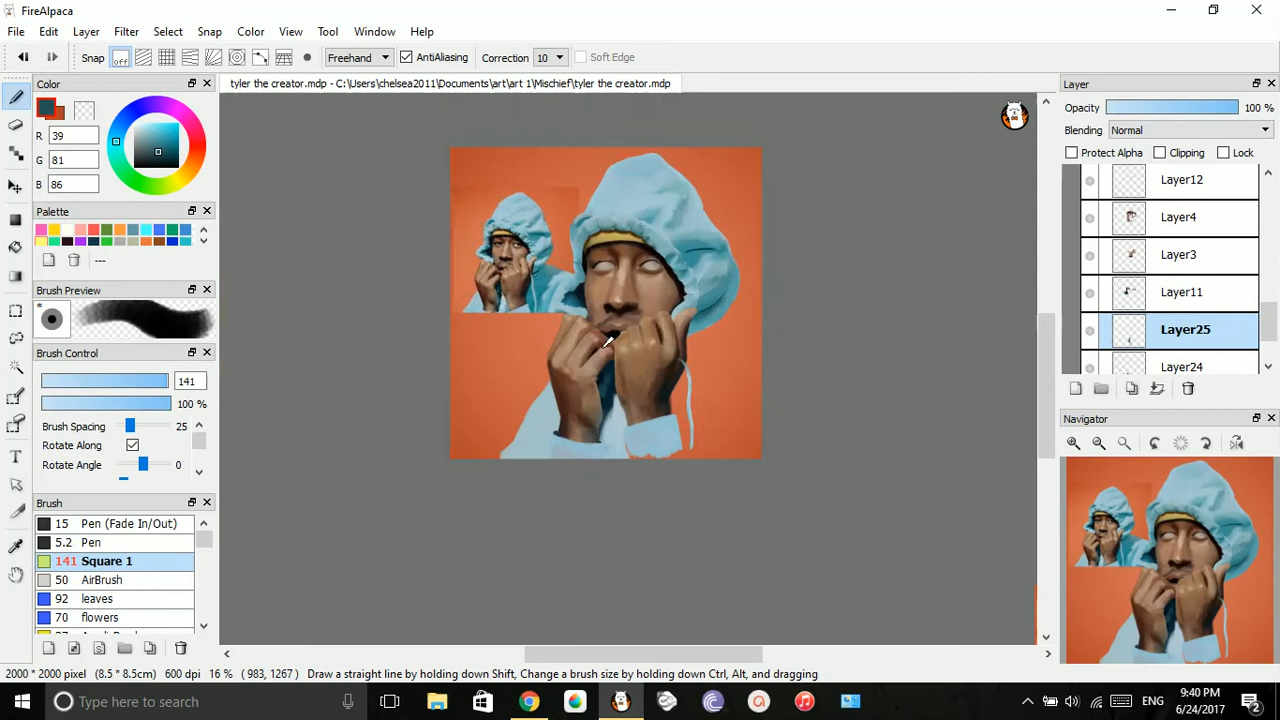 FireAlpaca
File Edit Layer Filter Select Snap Color View Tool Window Help
Snap off Freehand AntiAliasing Correction 10 Soft Edge
Color
tyler the creator.mdp - C:\Users\chelsea2011\Documents\art\art 1\Mischief\tyler the creator.mdp
Layer
R 39
G 81
B 86
Opacity 100 %
Blending Normal
Protect Alpha Clipping Lock
Layer12
Layer4
Layer3
Layer11
Layer25
Layer24
Palette
---
Brush Preview
*
Brush Control
141
100 %
Brush Spacing 25
Rotate Along
Rotate Angle 0
Navigator
Brush
15 Pen (Fade In/Out)
5.2 Pen
141 Square 1
50 AirBrush
92 leaves
70 flowers
2000 * 2000 pixel (8.5 * 8.5cm) 600 dpi 16 % ( 983, 1267 ) Draw a straight line by holding down Shift, Change a brush size by holding down Ctrl, Alt, and dragging
Type here to search
ENG
9:40 PM
6/24/2017
2